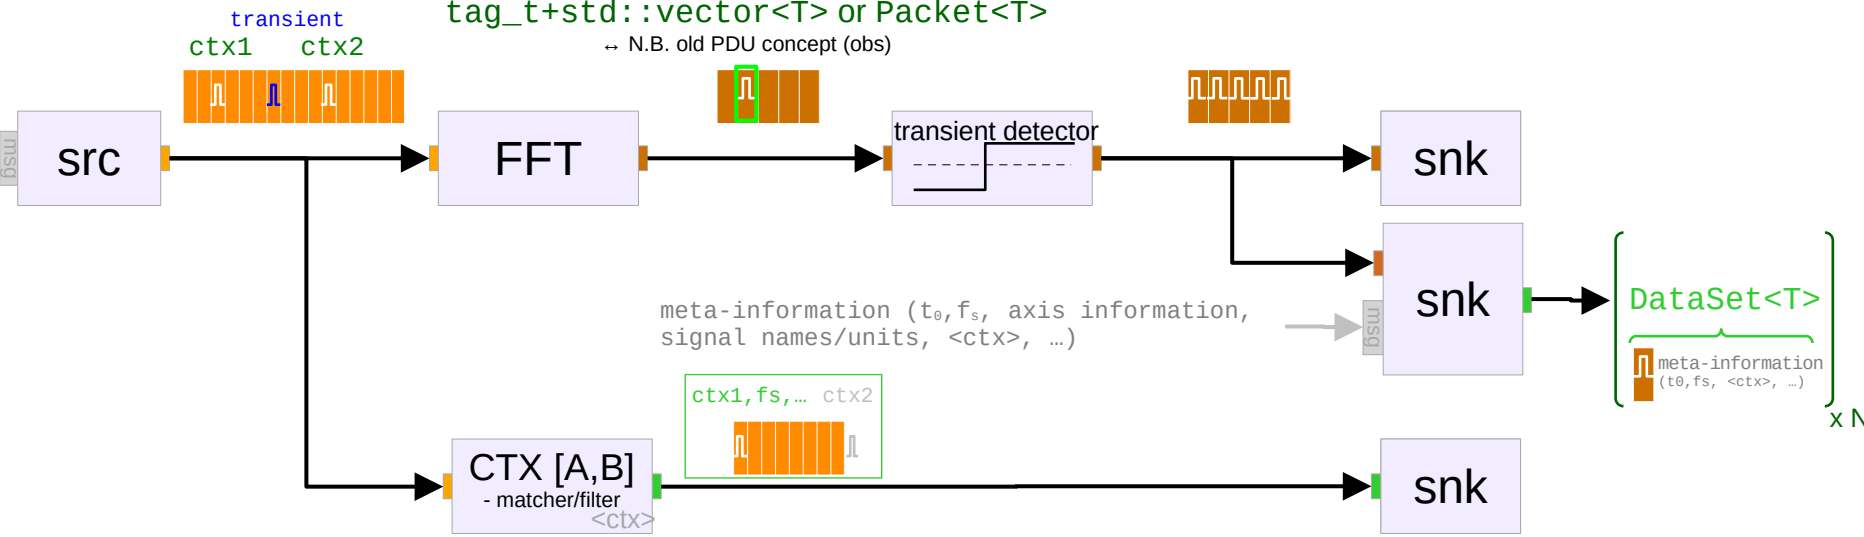 transient
tag_t+std::vector<T> or Packet<T>
ctx1 ctx2
↔ N.B. old PDU concept (obs)
msg
src
FFT
transient detector
snk
meta-information (t₀,fₛ, axis information,
signal names/units, <ctx>, …)
msg
snk
DataSet<T>
meta-information
(t0,fs, <ctx>, …)
x N
ctx1,fs,… ctx2
CTX [A,B]
- matcher/filter
<ctx>
snk